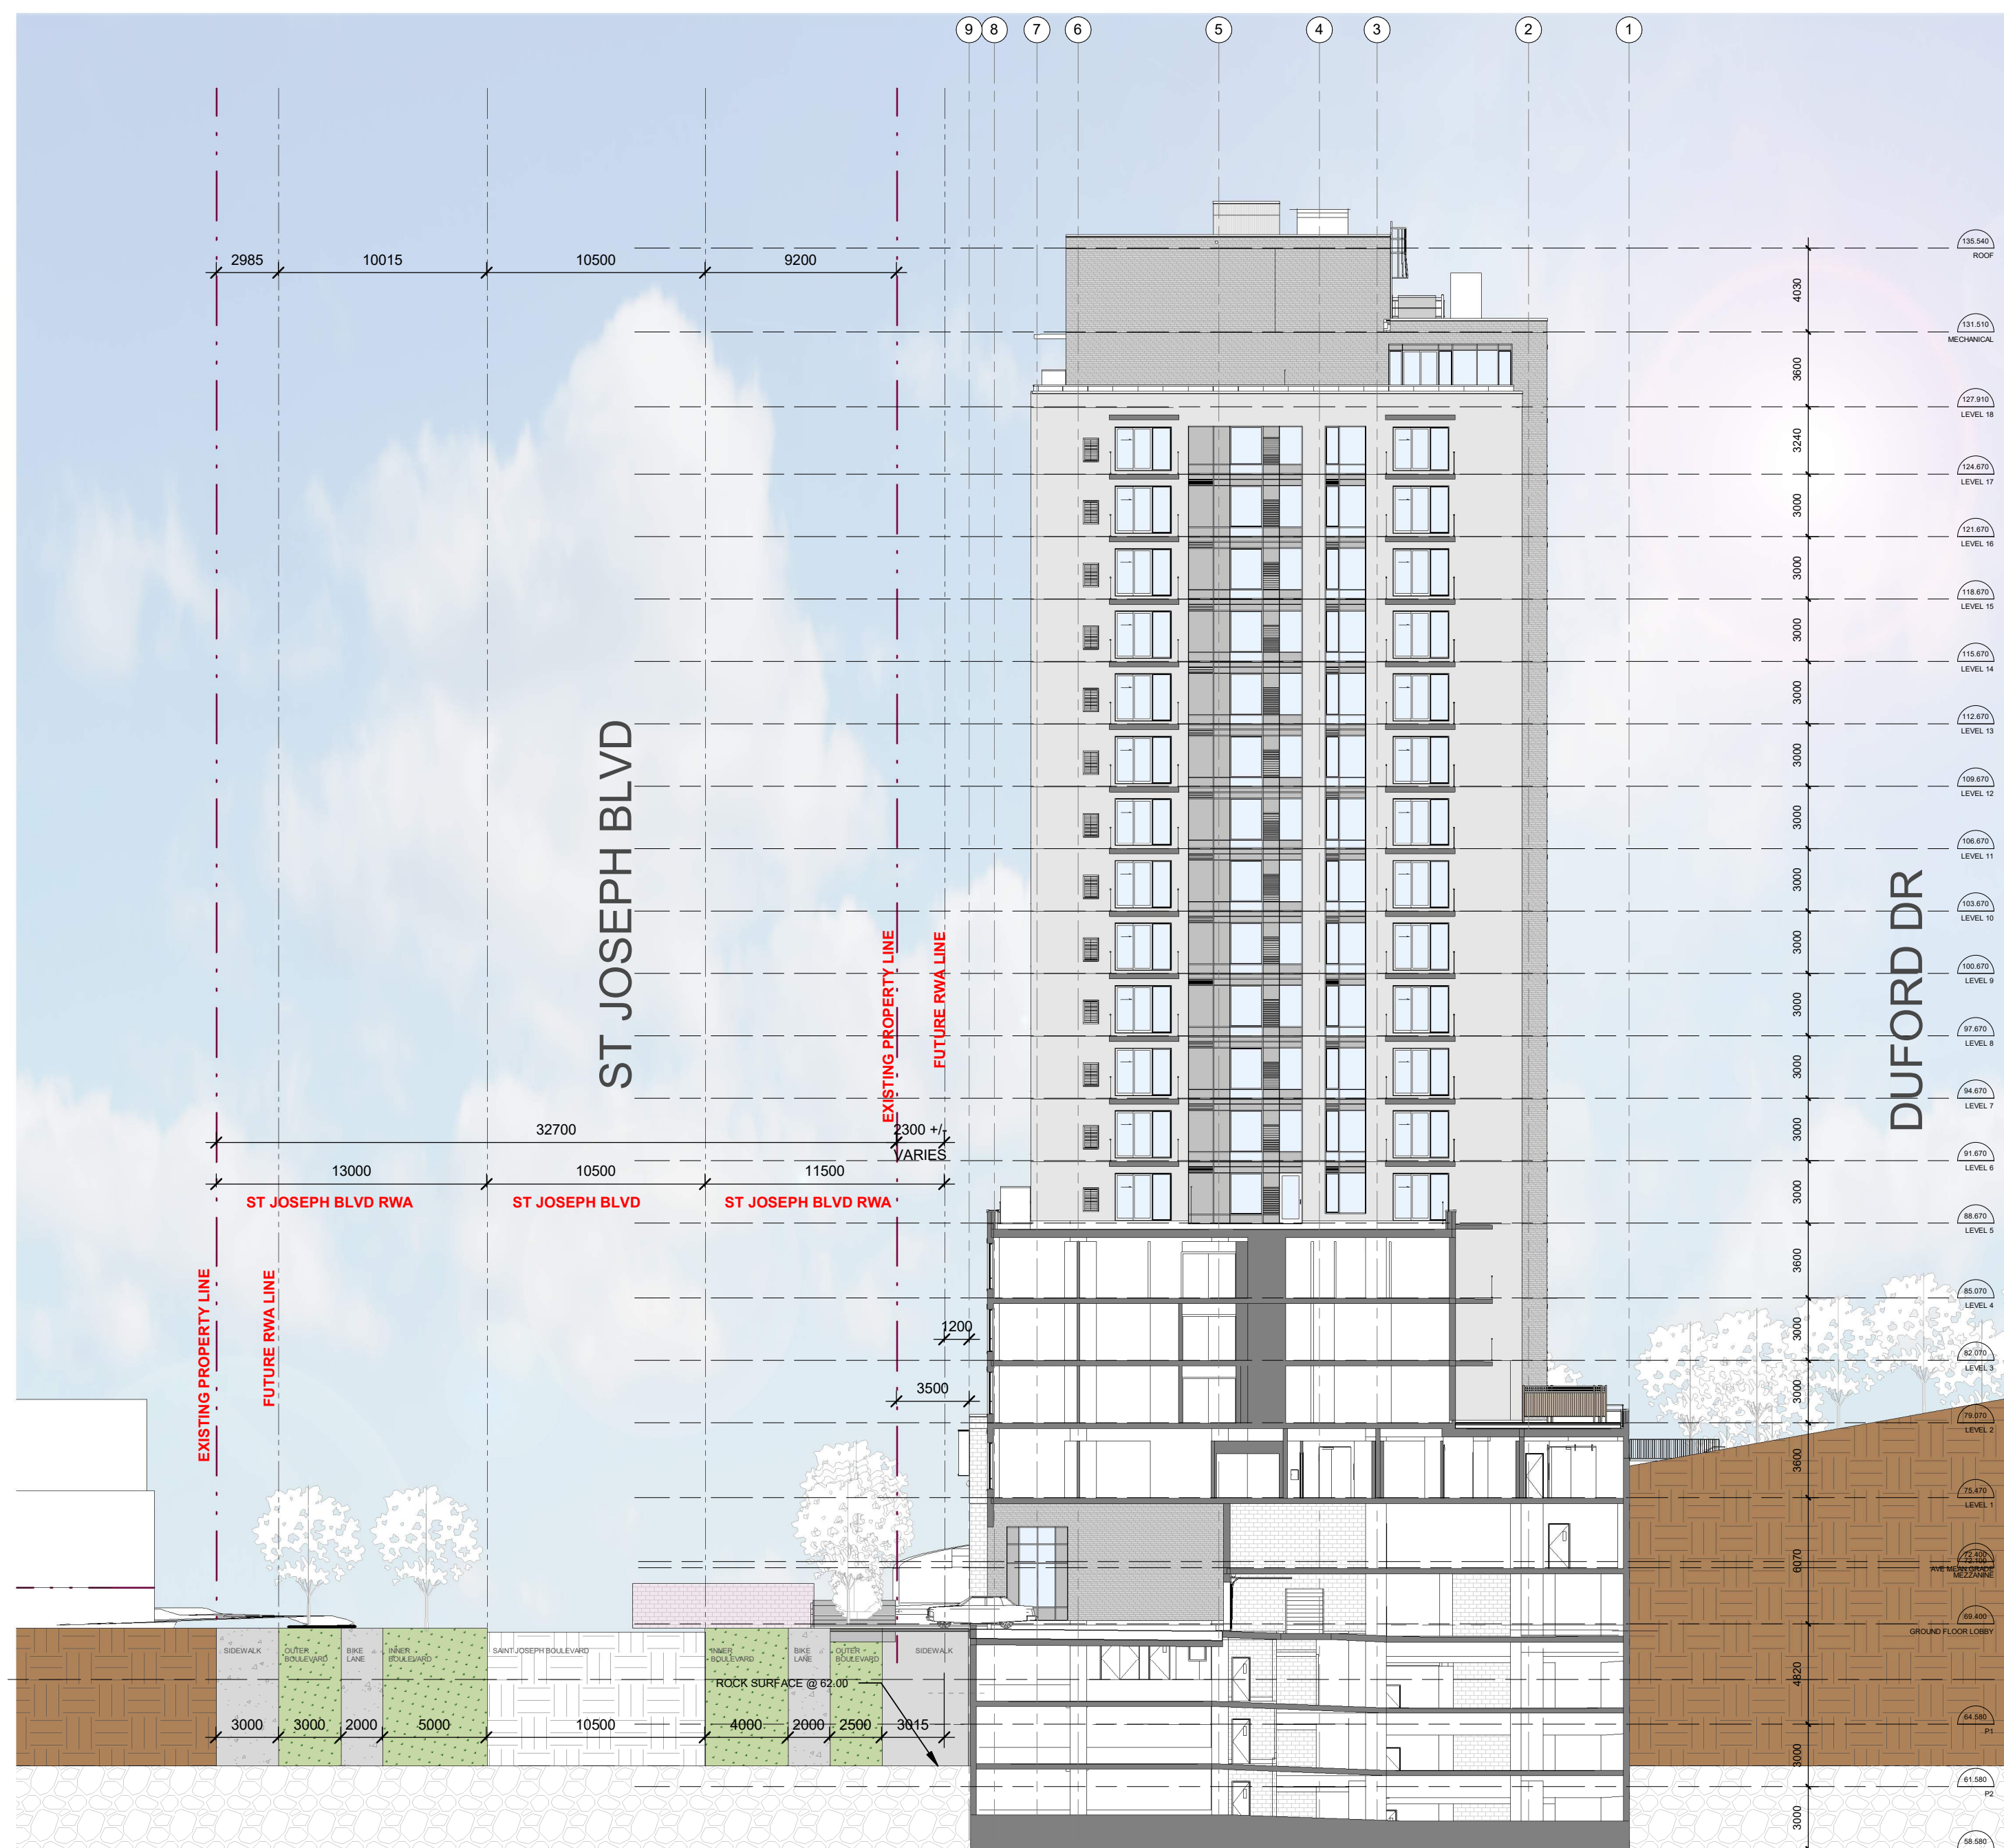 9 8 7 6 5 4 3 2 1
2985 10015 10500 9200
135.540
ROOF
4030
131.510
MECHANICAL
3600
127.910
LEVEL 18
3240
124.670
LEVEL 17
3000
121.670
LEVEL 16
3000
118.670
LEVEL 15
3000
115.670
LEVEL 14
3000
112.670
LEVEL 13
3000
109.670
LEVEL 12
3000
106.670
LEVEL 11
3000
103.670
LEVEL 10
3000
100.670
LEVEL 9
3000
97.670
LEVEL 8
3000
94.670
LEVEL 7
3000
91.670
LEVEL 6
3000
88.670
LEVEL 5
3600
85.070
LEVEL 4
3000
82.070
LEVEL 3
3000
79.070
LEVEL 2
3600
75.470
LEVEL 1
6070
72.400
72.100
AVE MEAN GRADE
MEZZANINE
69.400
GROUND FLOOR LOBBY
4820
64.580
P1
3000
61.580
P2
3000
58.580
ST JOSEPH BLVD
DUFORD DR
EXISTING PROPERTY LINE
FUTURE RWA LINE
32700 2300 +/-
VARIES
13000 10500 11500
ST JOSEPH BLVD RWA ST JOSEPH BLVD ST JOSEPH BLVD RWA
EXISTING PROPERTY LINE
FUTURE RWA LINE
1200
3500
SIDEWALK
OUTER
BOULEVARD
BIKE
LANE
INNER
BOULEVARD
SAINT JOSEPH BOULEVARD
INNER
BOULEVARD
BIKE
LANE
OUTER
BOULEVARD
SIDEWALK
ROCK SURFACE @ 62.00
3000 3000 2000 5000 10500 4000 2000 2500 3015